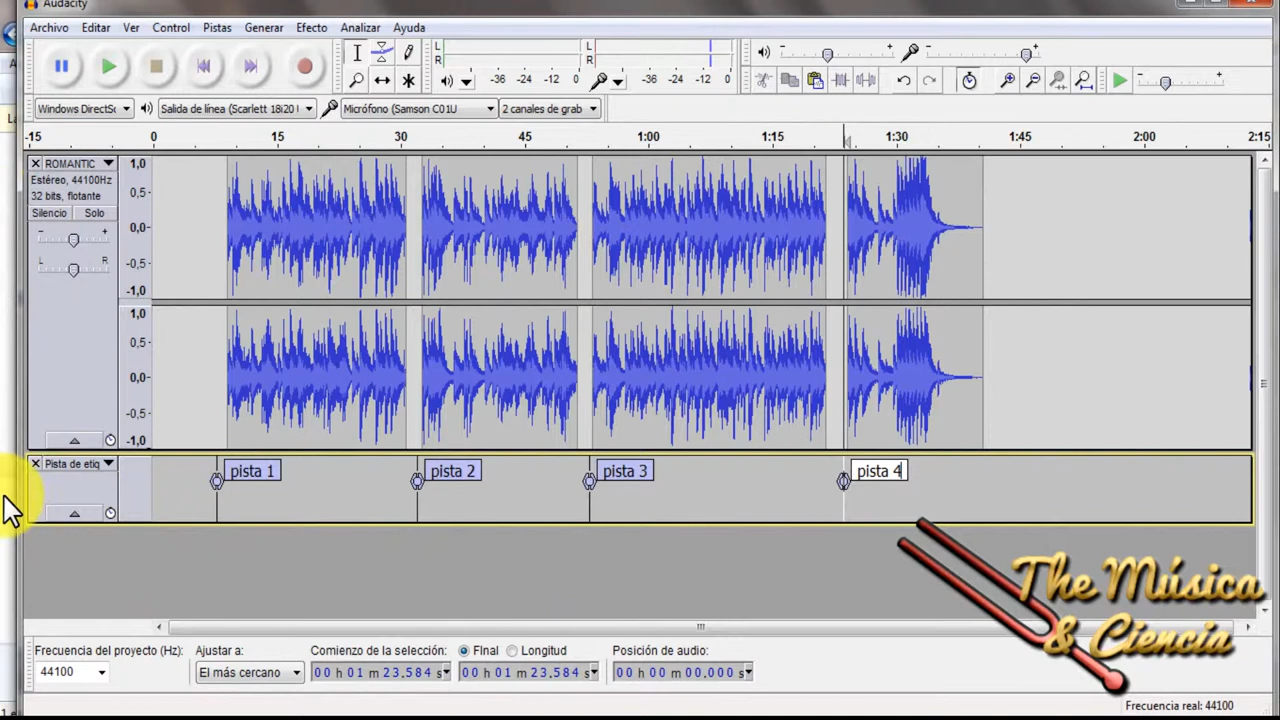 Audacity
Archivo Editar Ver Control Pistas Generar Efecto Analizar Ayuda
L
R
-36 -24 -12 0
L
R
-36 -24 -12 0
Windows DirectS Salida de línea (Scarlett 18i20 Micrófono (Samson C01U 2 canales de grab
-15 0 15 30 45 1:00 1:15 1:30 1:45 2:00 2:15
ROMANTIC
Estéreo, 44100Hz
32 bits, flotante
Silencio Solo
- +
L R
1,0
0,5
0,0
-0,5
-1,0
1,0
0,5
0,0
-0,5
-1,0
Pista de etiq
pista 1 pista 2 pista 3 pista 4
The Música
& Ciencia
Frecuencia del proyecto (Hz): Ajustar a: Comienzo de la selección: FInal Longitud Posición de audio:
44100 El más cercano 00 h 01 m 23.584 s 00 h 01 m 23.584 s 00 h 00 m 00.000 s
Frecuencia real: 44100